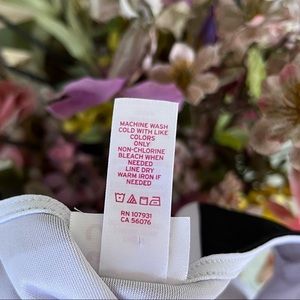 MACHINE WASH
COLD WITH LIKE
COLORS
ONLY
NON-CHLORINE
BLEACH WHEN
NEEDED
LINE DRY
WARM IRON IF
NEEDED
RN 107931
CA 56076